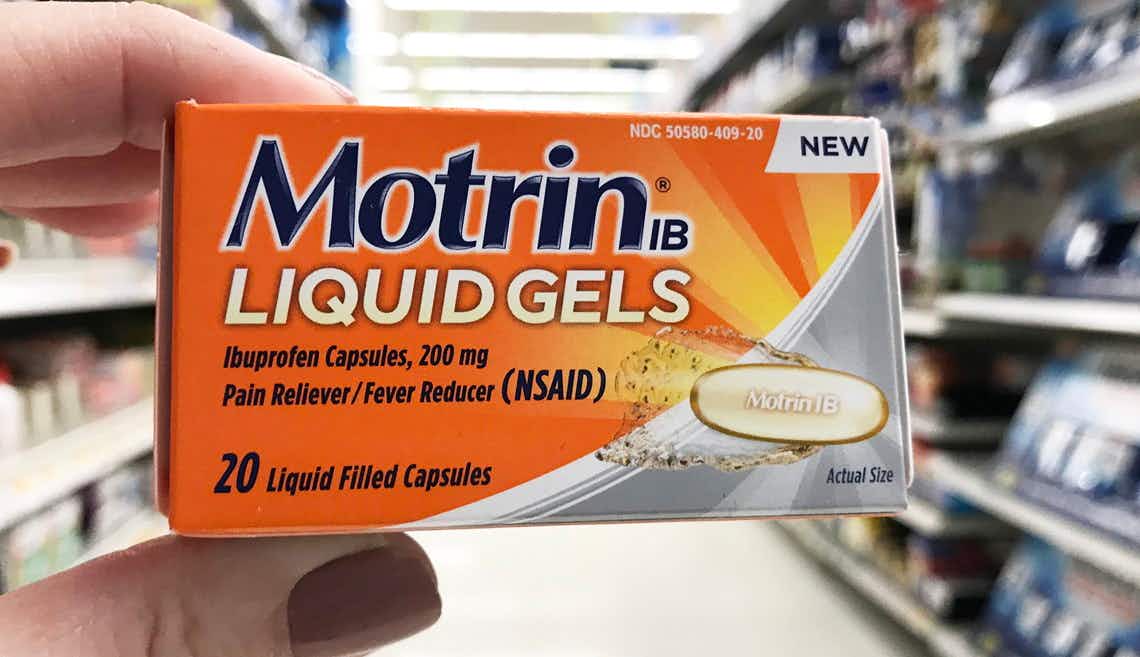 NDC 50580-409-20
NEW
Motrin® IB
LIQUID GELS
Ibuprofen Capsules, 200 mg
Pain Reliever/Fever Reducer (NSAID)
Motrin IB
20 Liquid Filled Capsules
Actual Size